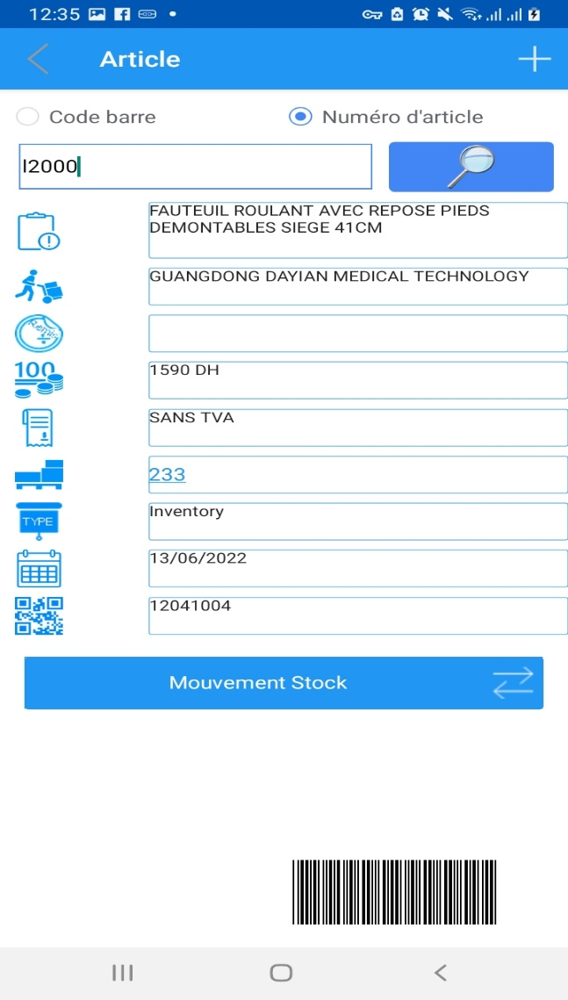 12:35
Article
Code barre
Numéro d'article
I2000
FAUTEUIL ROULANT AVEC REPOSE PIEDS
DEMONTABLES SIEGE 41CM
GUANGDONG DAYIAN MEDICAL TECHNOLOGY
Remis
100
1590 DH
SANS TVA
233
TYPE
Inventory
13/06/2022
12041004
Mouvement Stock